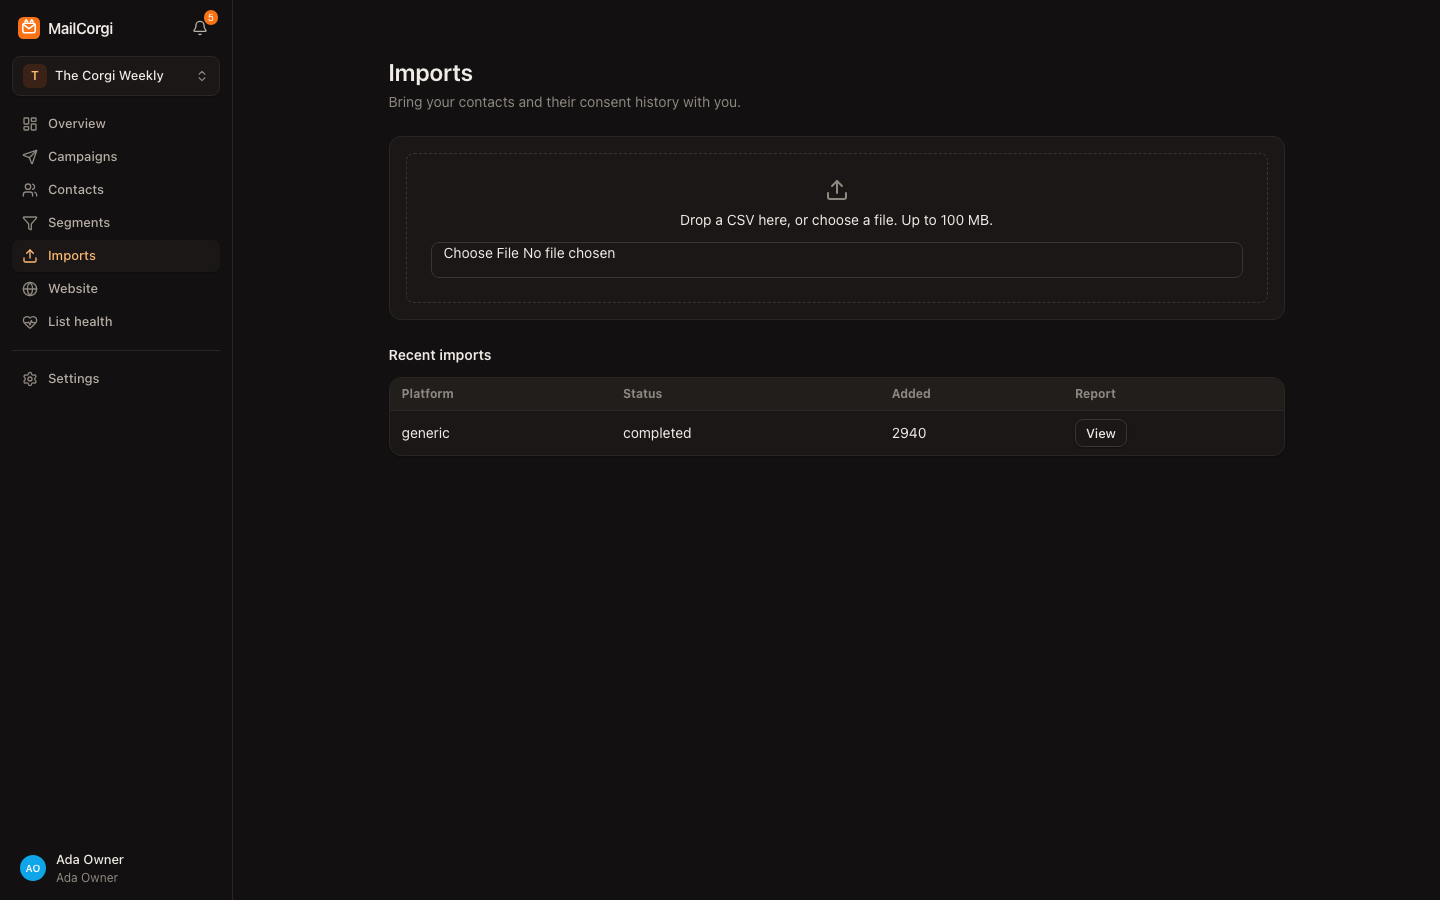 MailCorgi
5
T
The Corgi Weekly
Overview
Campaigns
Contacts
Segments
Imports
Website
List health
Settings
AO
Ada Owner
Ada Owner
Imports
Bring your contacts and their consent history with you.
Drop a CSV here, or choose a file. Up to 100 MB.
Choose File No file chosen
Recent imports
Platform Status Added Report
generic completed 2940 View